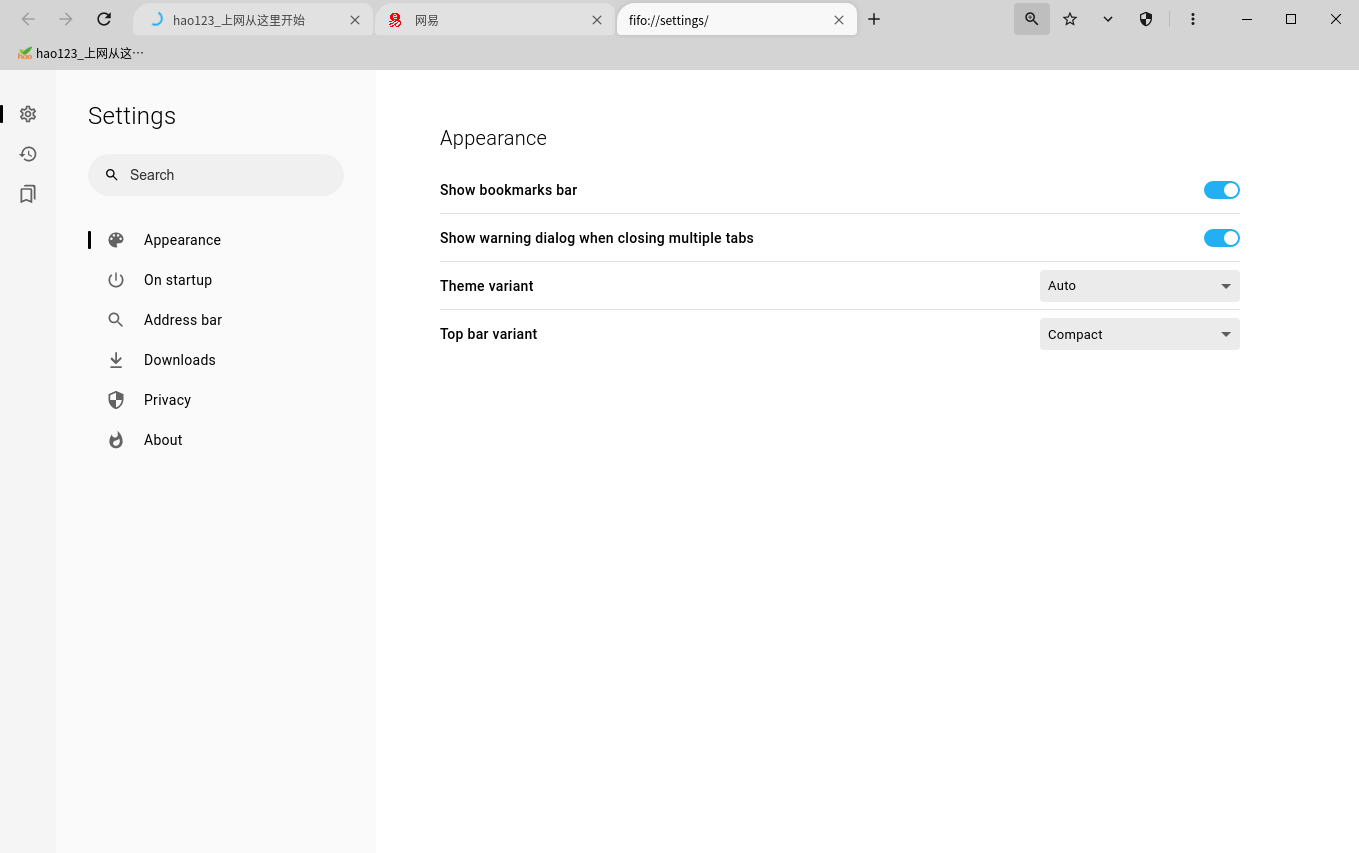 hao123_上网从这里开始
网易
fifo://settings/
hao123_上网从这…
Settings
Search
Appearance
On startup
Address bar
Downloads
Privacy
About
Appearance
Show bookmarks bar
Show warning dialog when closing multiple tabs
Theme variant
Auto
Top bar variant
Compact